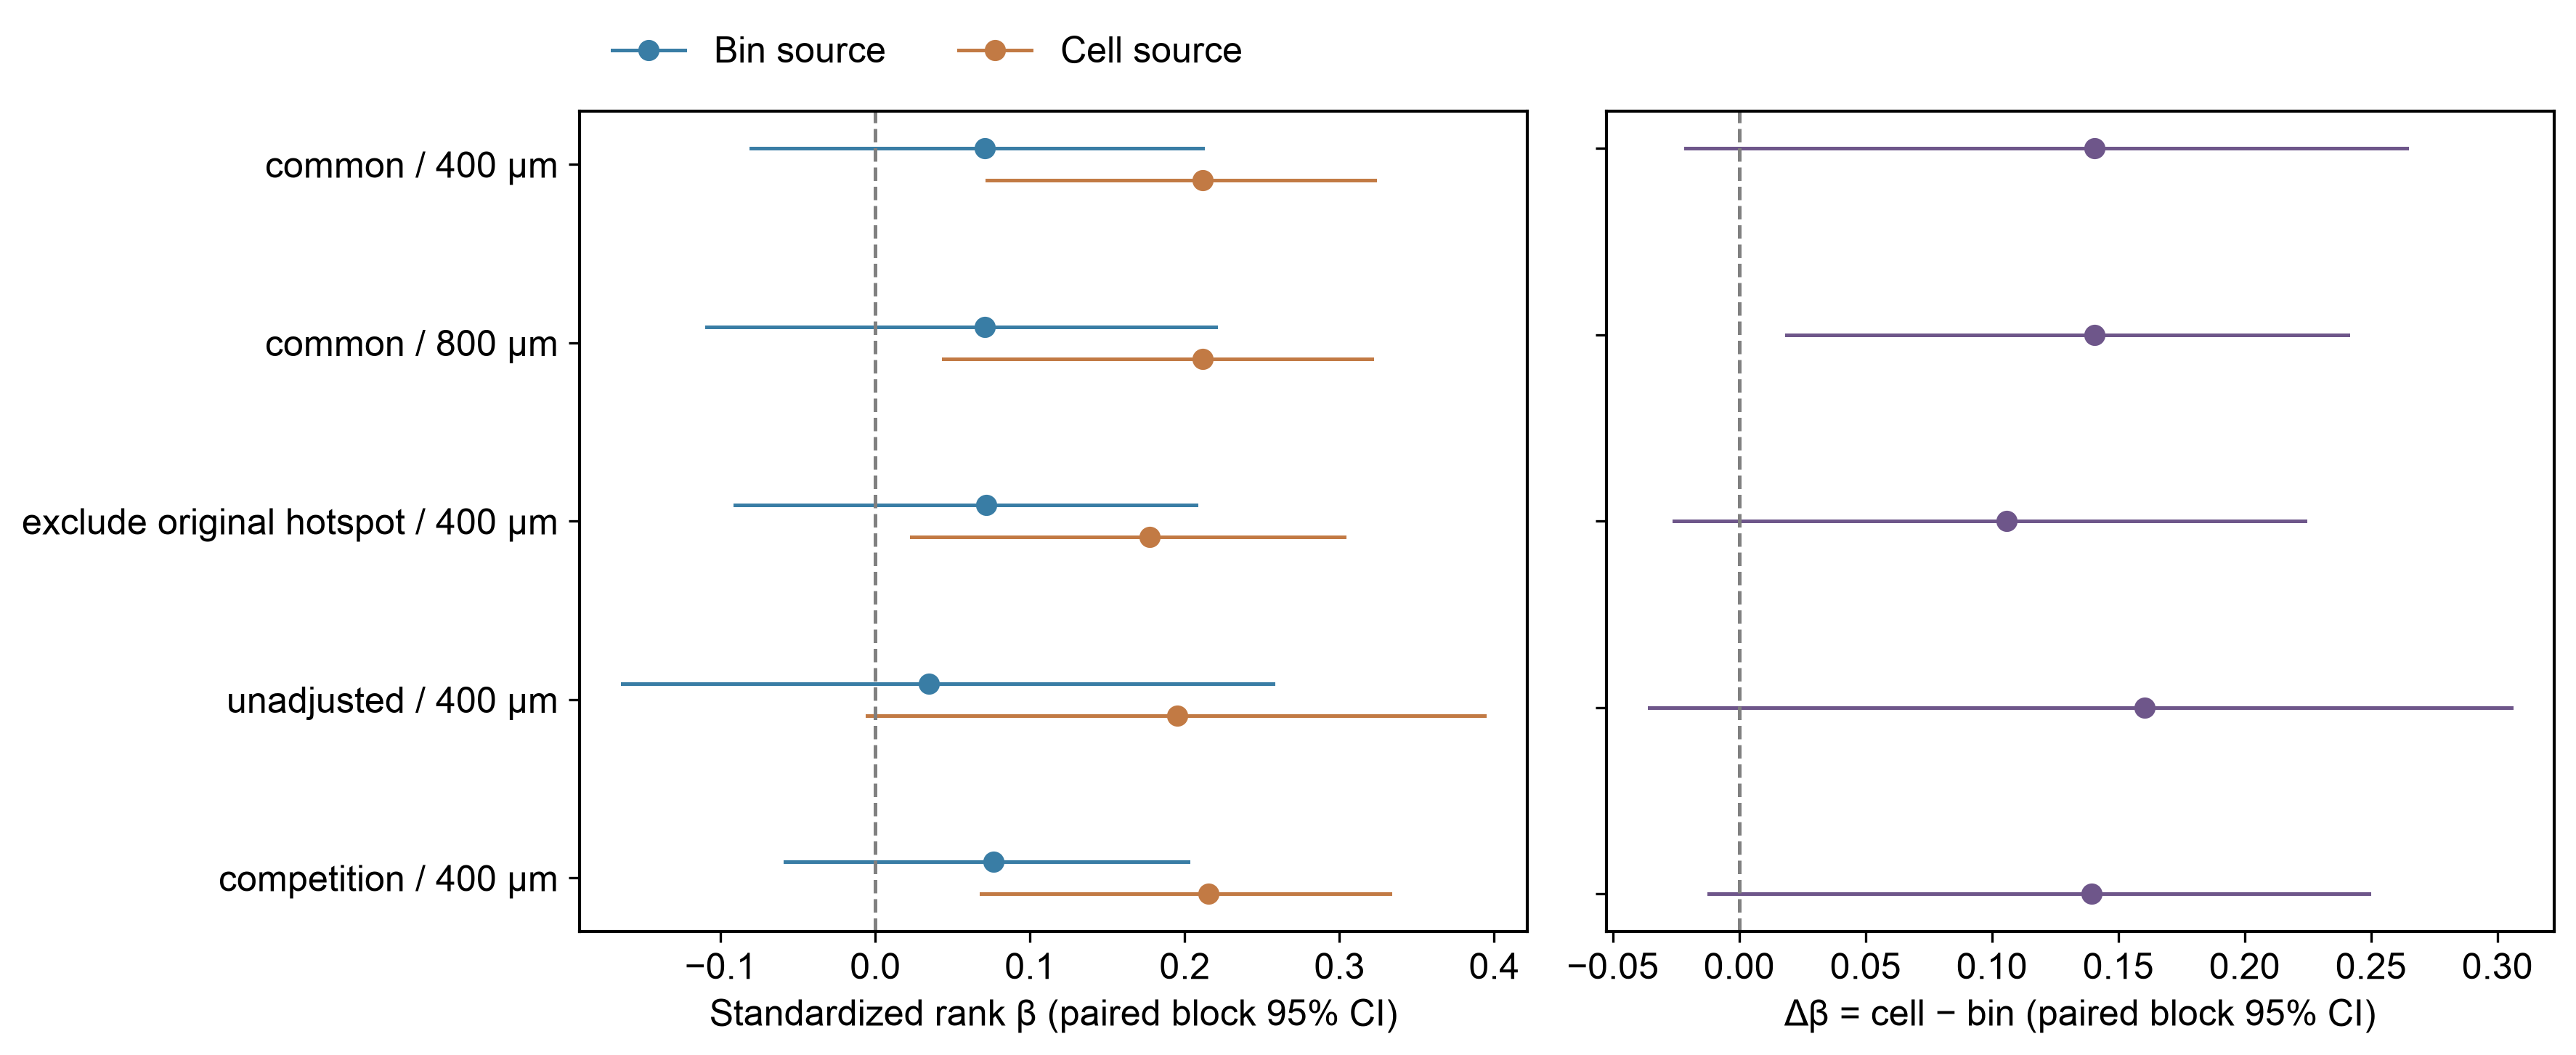 Bin source
Cell source
common / 400 μm
common / 800 μm
exclude original hotspot / 400 μm
unadjusted / 400 μm
competition / 400 μm
−0.1 0.0 0.1 0.2 0.3 0.4
Standardized rank β (paired block 95% CI)
−0.05 0.00 0.05 0.10 0.15 0.20 0.25 0.30
Δβ = cell − bin (paired block 95% CI)